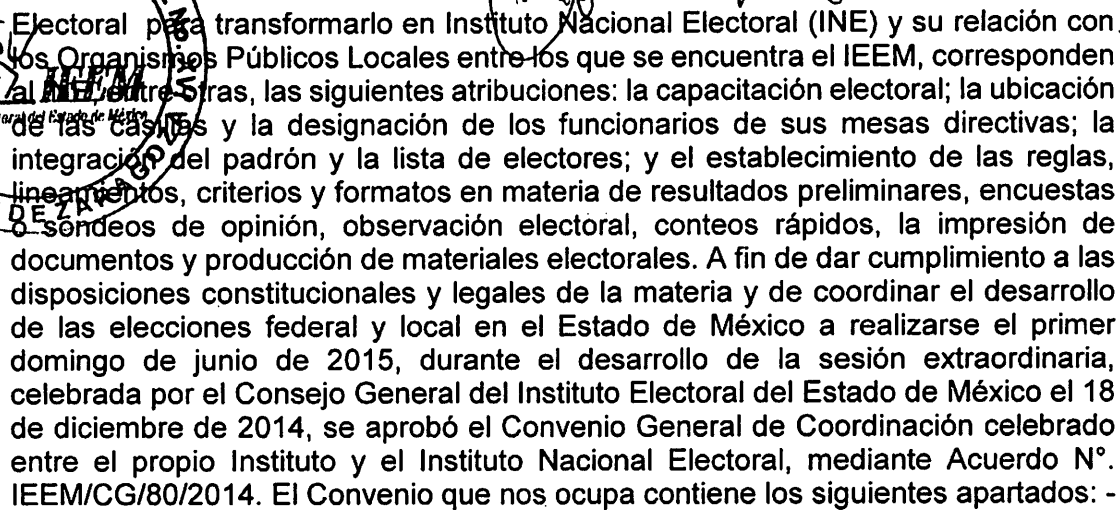 Electoral para transformarlo en Instituto Nacional Electoral (INE) y su relación con
los Organismos Públicos Locales entre los que se encuentra el IEEM, corresponden
al INE, entre otras, las siguientes atribuciones: la capacitación electoral; la ubicación
de las casillas y la designación de los funcionarios de sus mesas directivas; la
integración del padrón y la lista de electores; y el establecimiento de las reglas,
lineamientos, criterios y formatos en materia de resultados preliminares, encuestas
o sondeos de opinión, observación electoral, conteos rápidos, la impresión de
documentos y producción de materiales electorales. A fin de dar cumplimiento a las
disposiciones constitucionales y legales de la materia y de coordinar el desarrollo
de las elecciones federal y local en el Estado de México a realizarse el primer
domingo de junio de 2015, durante el desarrollo de la sesión extraordinaria,
celebrada por el Consejo General del Instituto Electoral del Estado de México el 18
de diciembre de 2014, se aprobó el Convenio General de Coordinación celebrado
entre el propio Instituto y el Instituto Nacional Electoral, mediante Acuerdo N°.
IEEM/CG/80/2014. El Convenio que nos ocupa contiene los siguientes apartados: -
IEEM
del Estado de México
DE ZARAGOZA